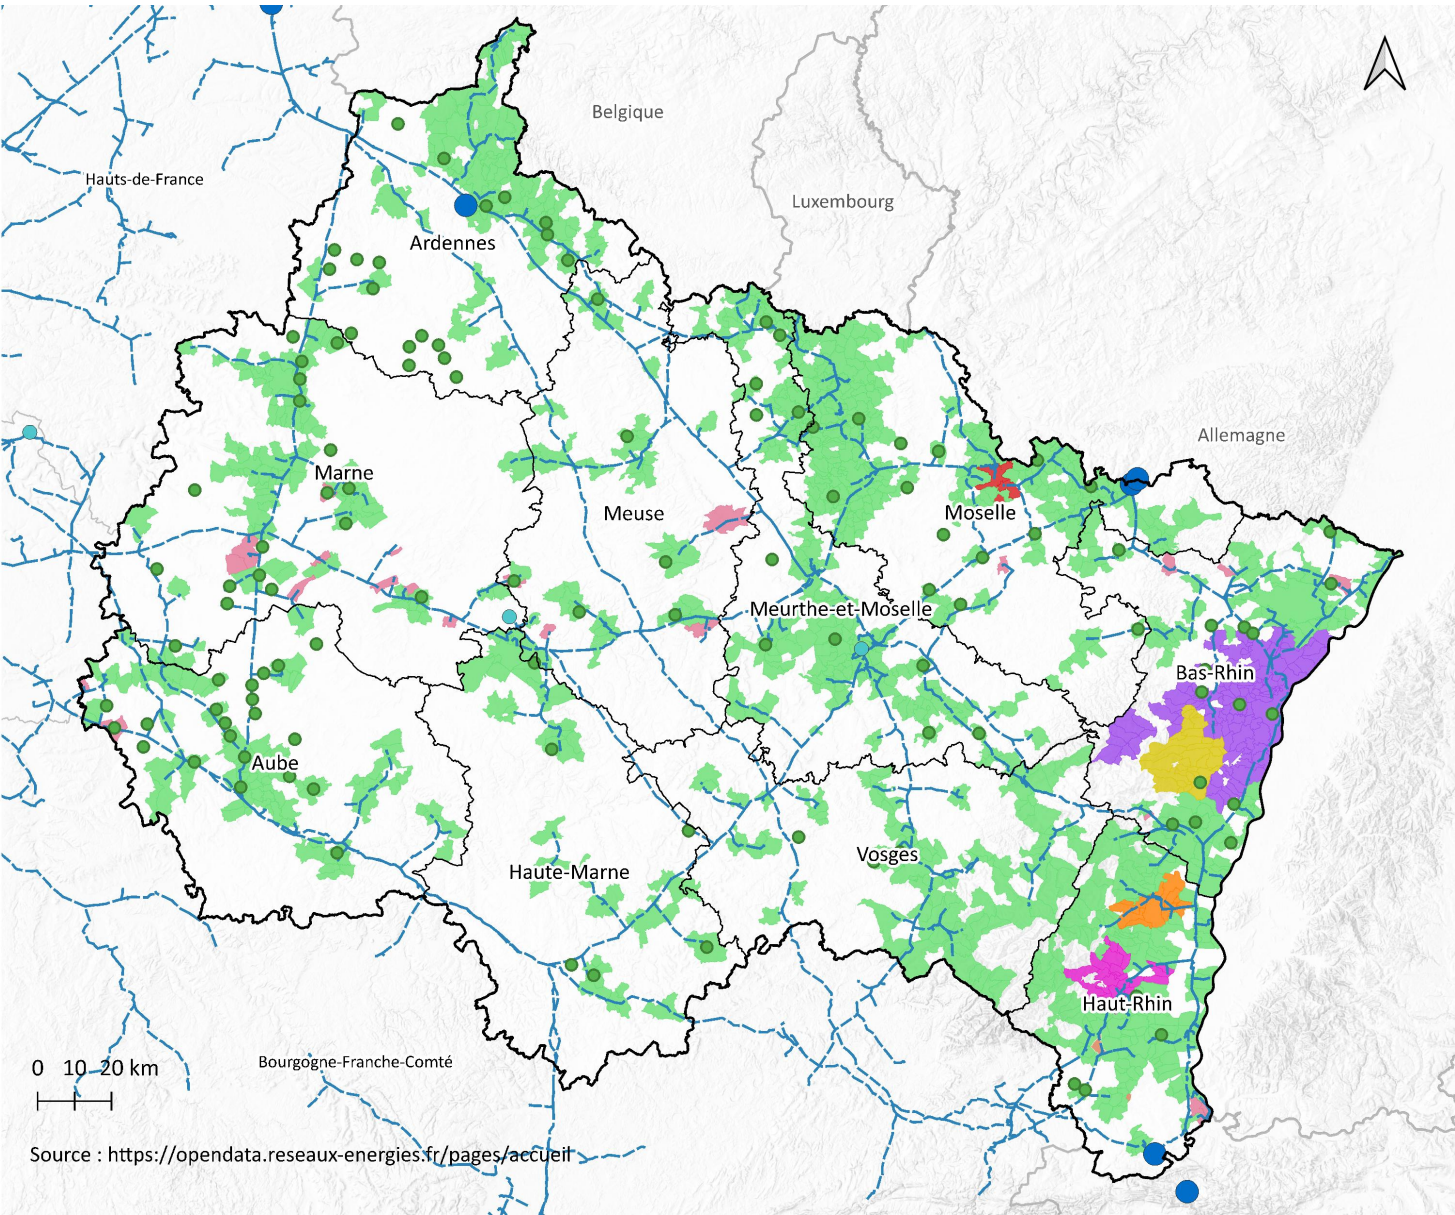 Belgique
Hauts-de-France
Luxembourg
Ardennes
Allemagne
Marne
Meuse
Moselle
Meurthe-et-Moselle
Bas-Rhin
Aube
Vosges
Haute-Marne
Haut-Rhin
Bourgogne-Franche-Comté
0 10 20 km
Source : https://opendata.reseaux-energies.fr/pages/accueil